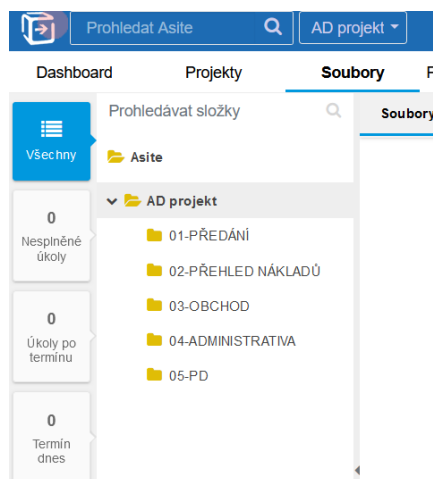 Prohledat Asite
AD projekt
Dashboard
Projekty
Soubory
Všechny
0
Nesplněné
úkoly
0
Úkoly po
termínu
0
Termín
dnes
Prohledávat složky
Asite
AD projekt
01-PŘEDÁNÍ
02-PŘEHLED NÁKLADŮ
03-OBCHOD
04-ADMINISTRATIVA
05-PD
Soubory